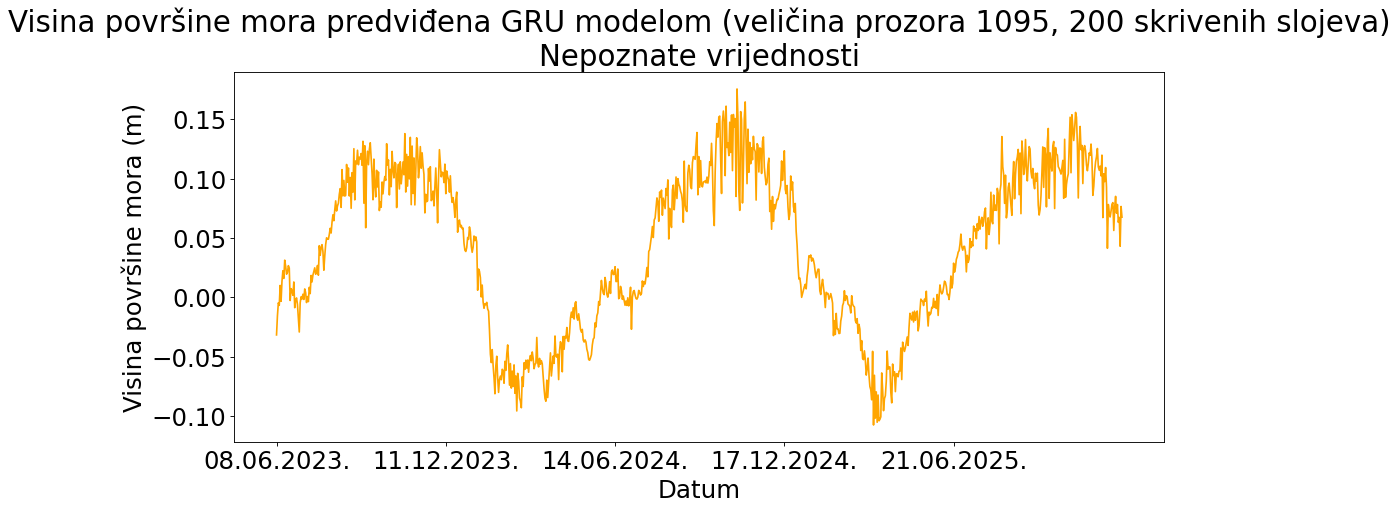 Visina površine mora predviđena GRU modelom (veličina prozora 1095, 200 skrivenih slojeva)
Nepoznate vrijednosti
Visina površine mora (m)
0.15
0.10
0.05
0.00
−0.05
−0.10
08.06.2023. 11.12.2023. 14.06.2024. 17.12.2024. 21.06.2025.
Datum